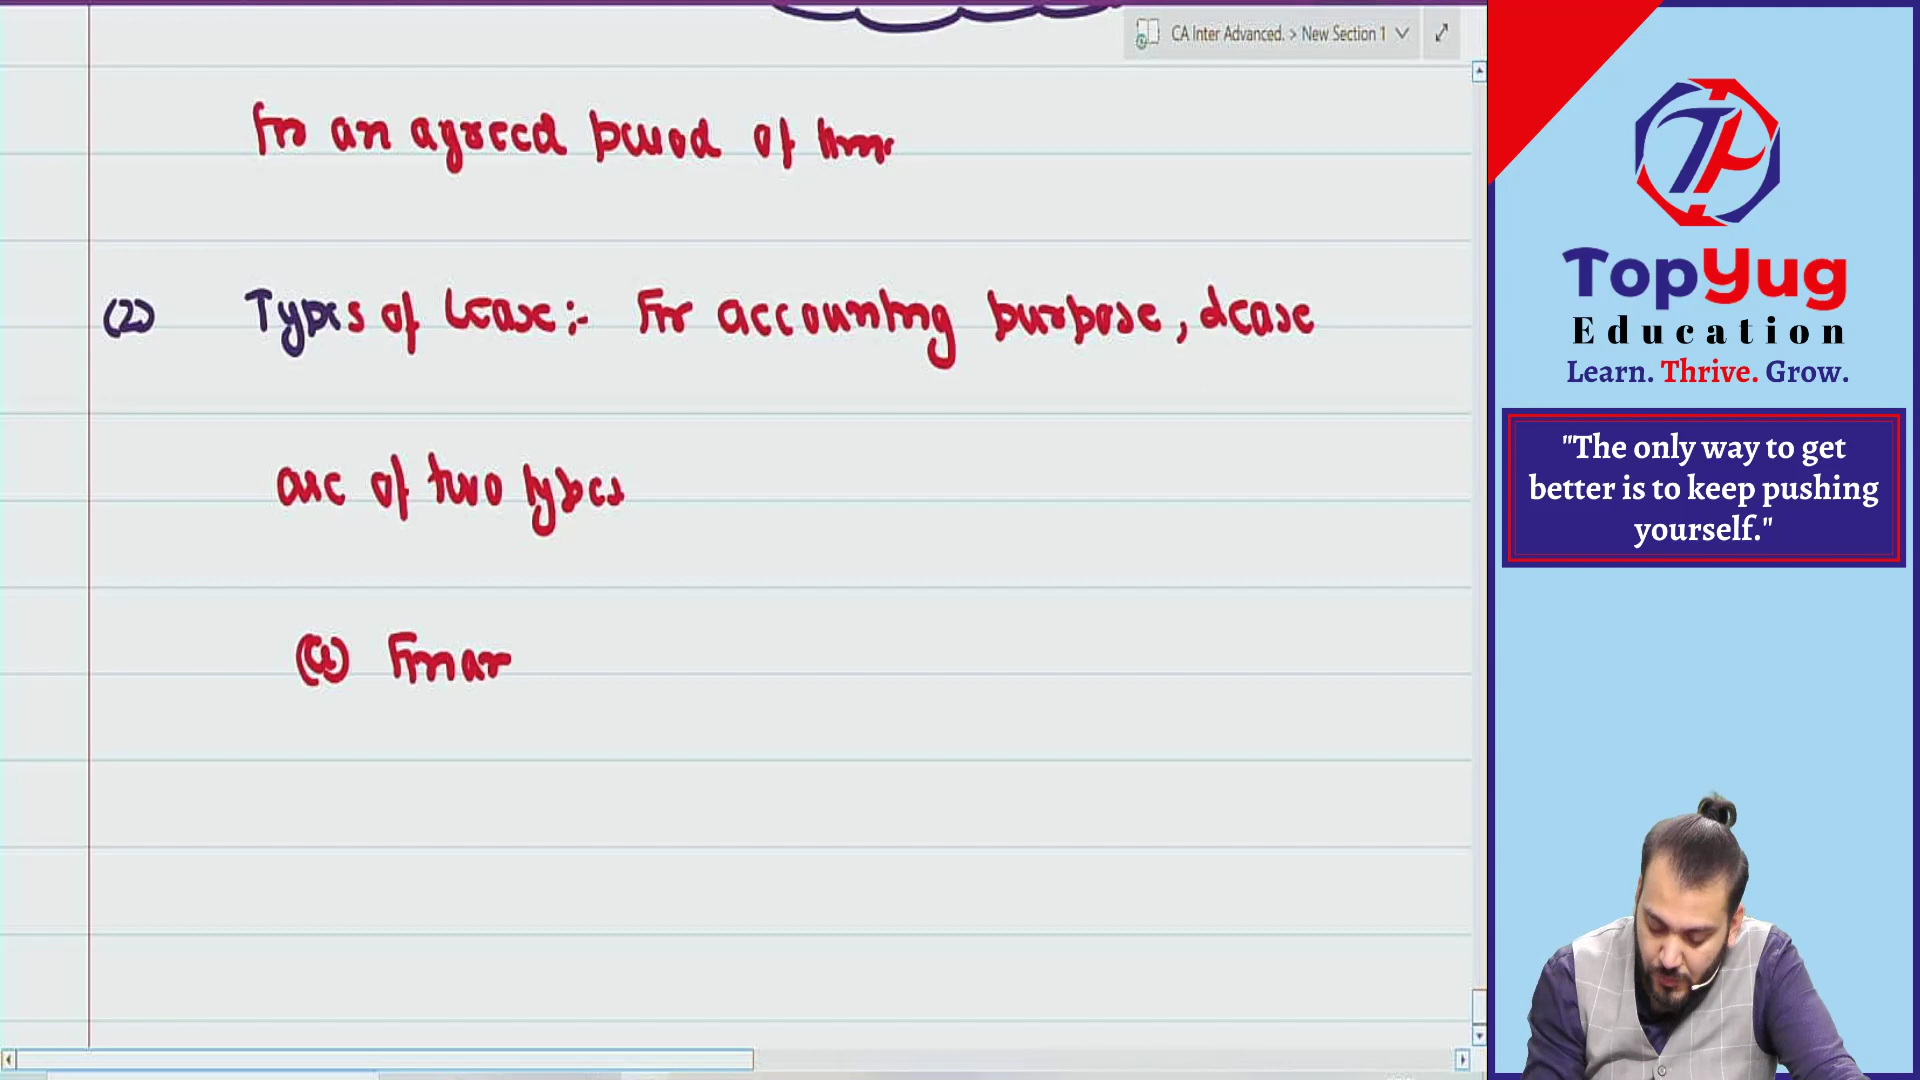 CA Inter Advanced. > New Section 1
for an agreed period of time
(2) Types of Lease :- For accounting purpose, lease
are of two types
(a) Finan
TopYug
Education
Learn. Thrive. Grow.
"The only way to get
better is to keep pushing
yourself."